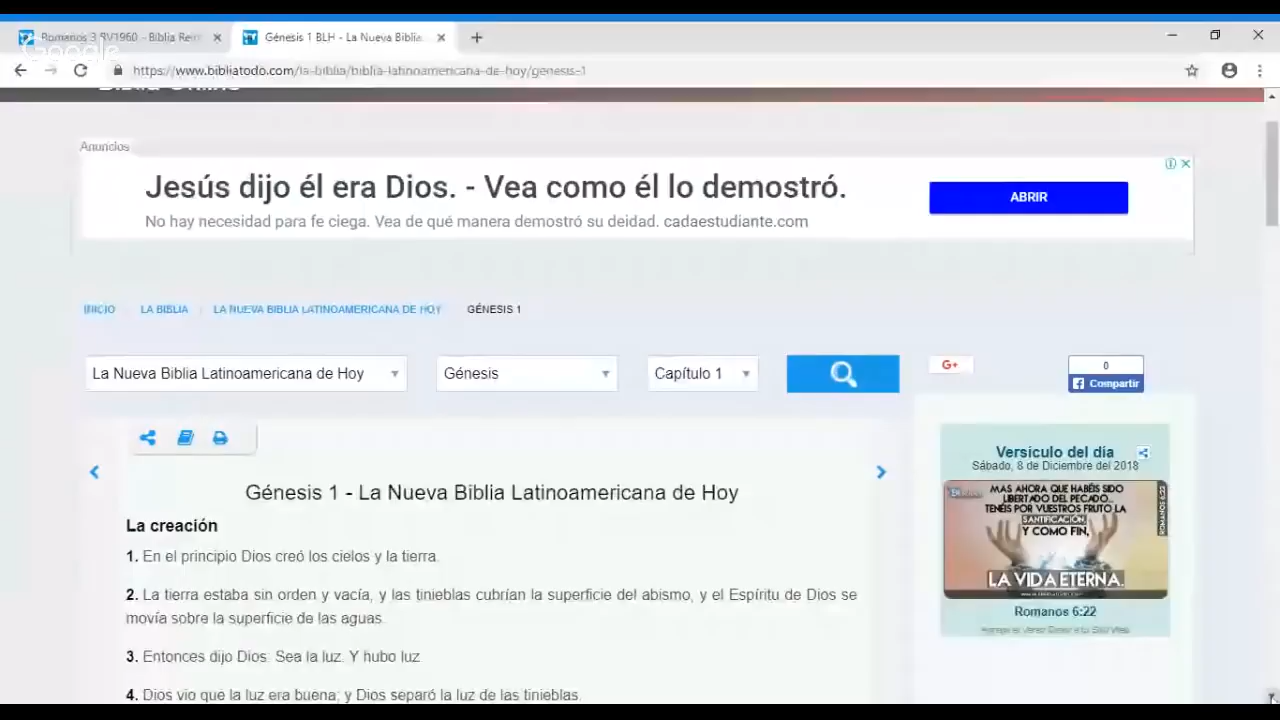 Romanos 3 RV1960 - Biblia Rein
Génesis 1 BLH - La Nueva Biblia
Google
https://www.bibliatodo.com/la-biblia/biblia-latinoamericana-de-hoy/genesis-1
Biblia Online
Anuncios
Jesús dijo él era Dios. - Vea como él lo demostró.
No hay necesidad para fe ciega. Vea de qué manera demostró su deidad. cadaestudiante.com
ABRIR
INICIO
LA BIBLIA
LA NUEVA BIBLIA LATINOAMERICANA DE HOY
GÉNESIS 1
La Nueva Biblia Latinoamericana de Hoy
Génesis
Capítulo 1
G+
0
Compartir
Génesis 1 - La Nueva Biblia Latinoamericana de Hoy
La creación
1. En el principio Dios creó los cielos y la tierra.
2. La tierra estaba sin orden y vacía, y las tinieblas cubrían la superficie del abismo, y el Espíritu de Dios se
movía sobre la superficie de las aguas.
3. Entonces dijo Dios: Sea la luz. Y hubo luz
4. Dios vio que la luz era buena; y Dios separó la luz de las tinieblas.
Versículo del día
Sábado, 8 de Diciembre del 2018
MAS AHORA QUE HABÉIS SIDO
LIBERTADO DEL PECADO...
TENÉIS POR VUESTROS FRUTO LA
SANTIFICACIÓN,
Y COMO FIN,
LA VIDA ETERNA.
ROMANOS 6:22
Romanos 6:22